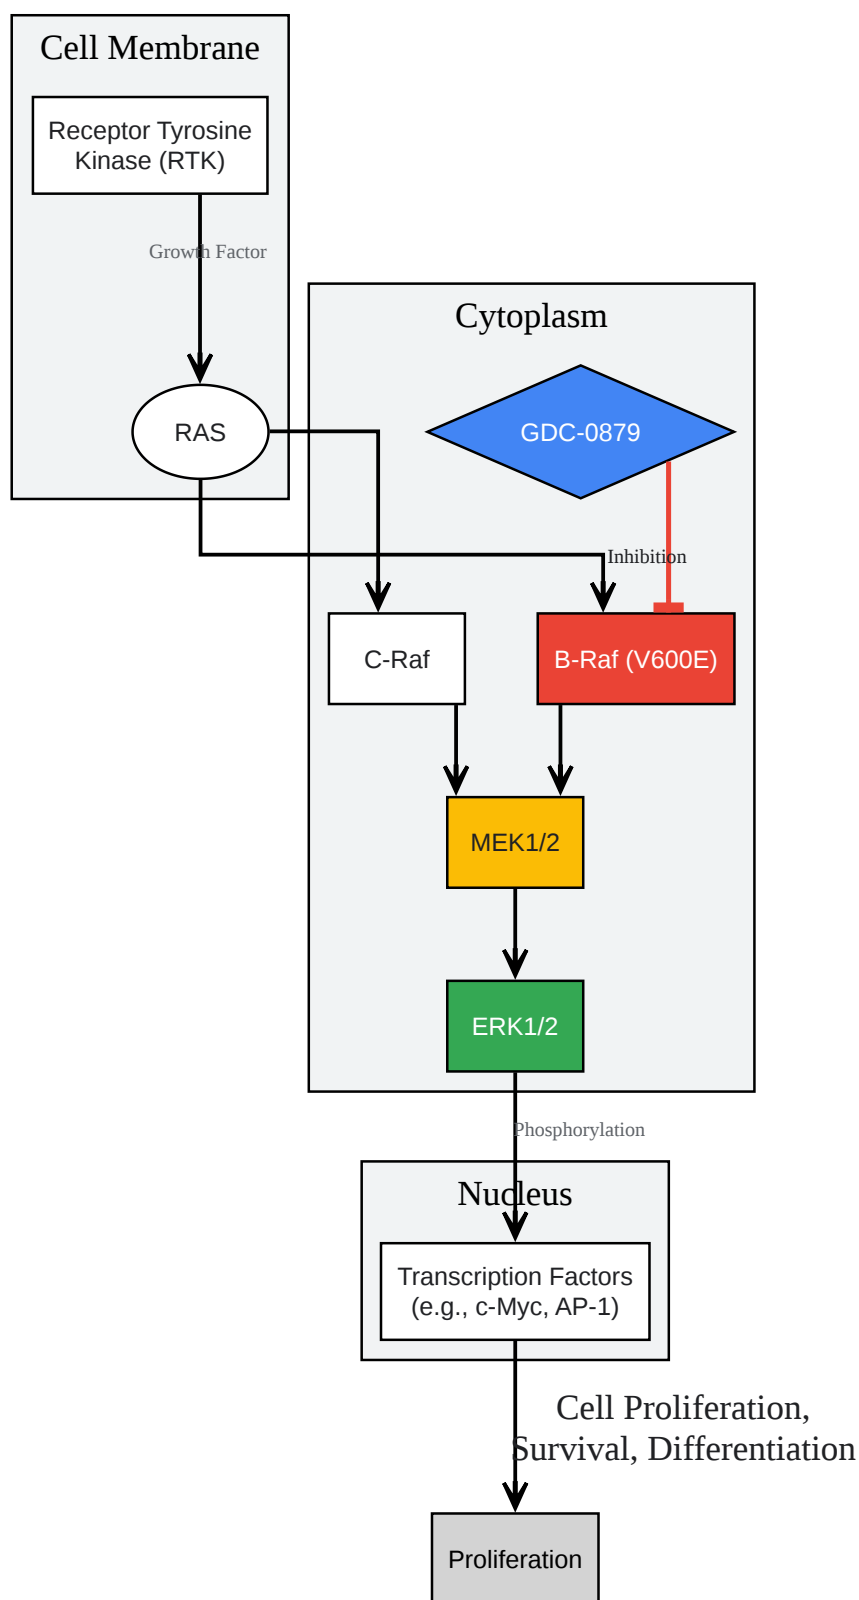 Cell Membrane
Receptor Tyrosine
Kinase (RTK)
Growth Factor
RAS
Cytoplasm
GDC-0879
Inhibition
C-Raf
B-Raf (V600E)
MEK1/2
ERK1/2
Phosphorylation
Nucleus
Transcription Factors
(e.g., c-Myc, AP-1)
Cell Proliferation,
Survival, Differentiation
Proliferation